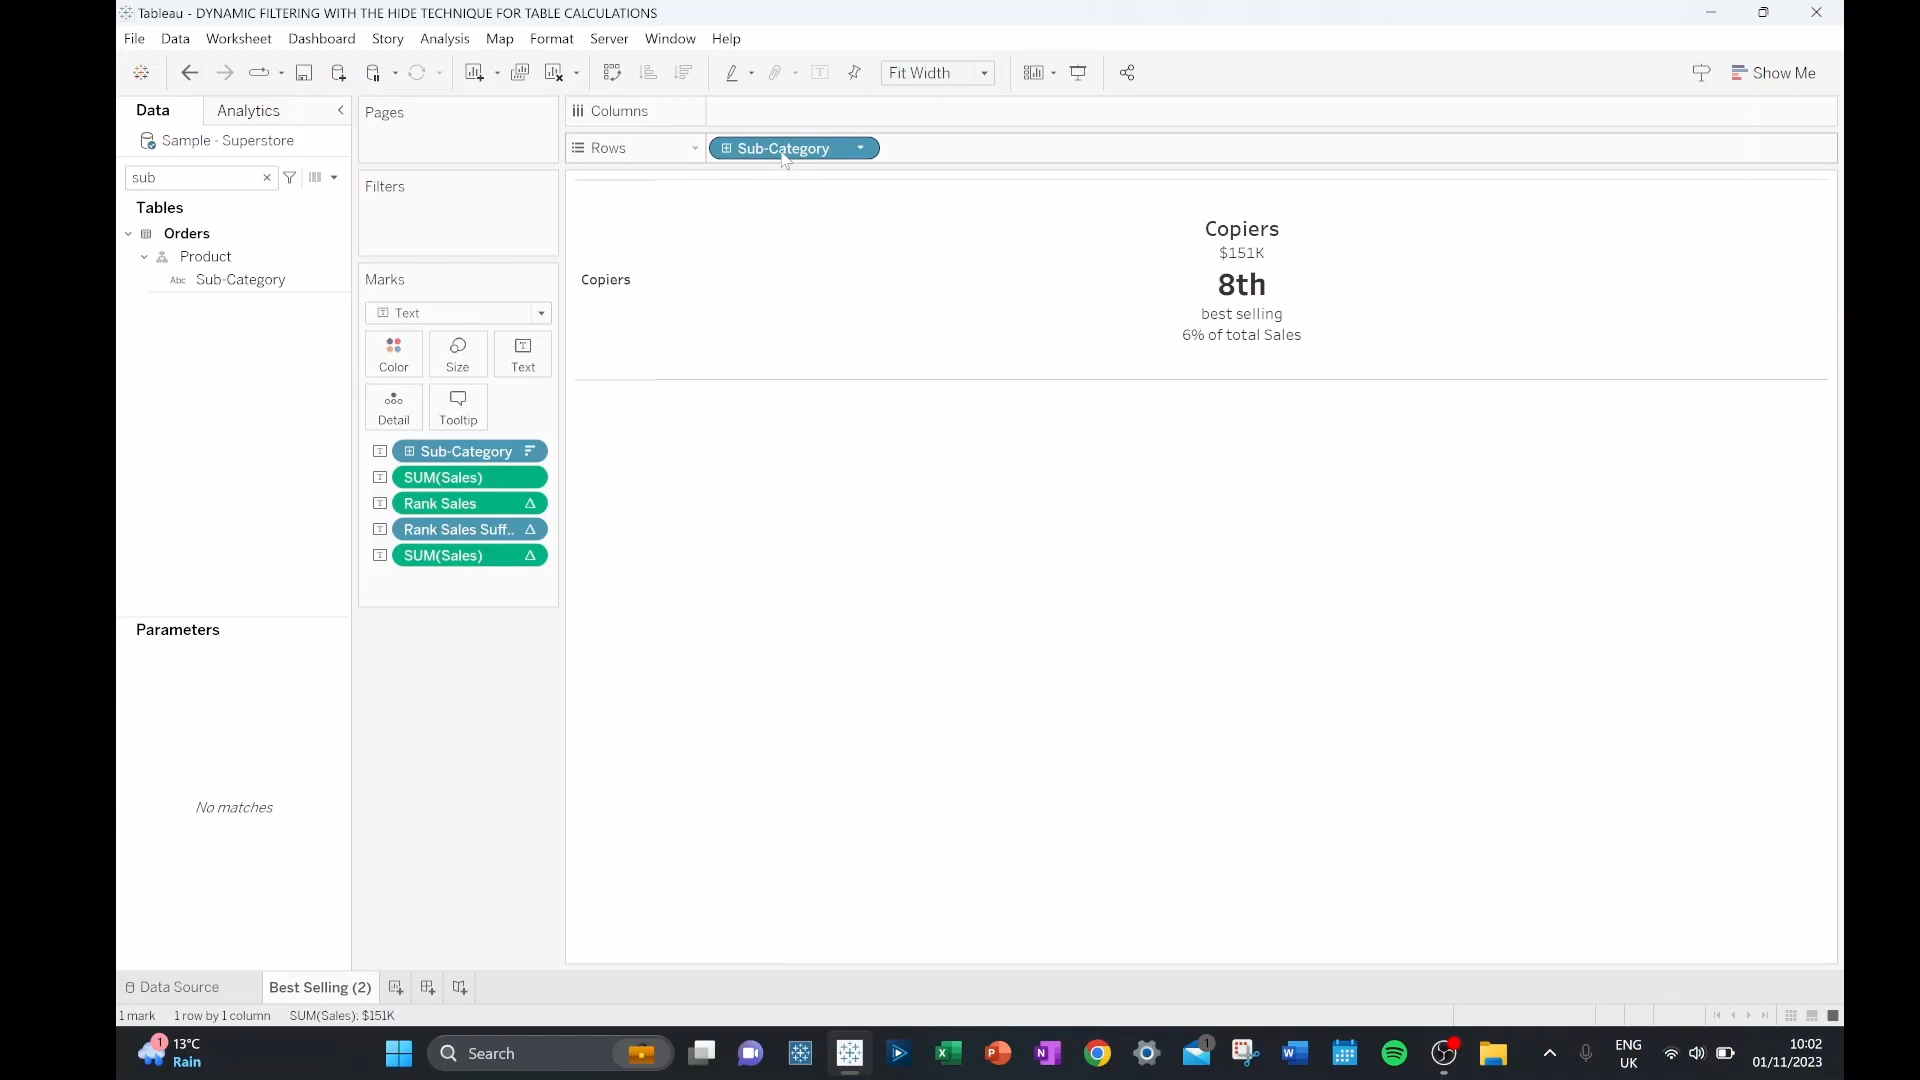 Tableau - DYNAMIC FILTERING WITH THE HIDE TECHNIQUE FOR TABLE CALCULATIONS
File Data Worksheet Dashboard Story Analysis Map Format Server Window Help
Fit Width
Show Me
Data
Analytics
Sample - Superstore
sub
Tables
Orders
Product
Abc Sub-Category
Parameters
No matches
Pages
Filters
Marks
Text
Color
Size
Text
Detail
Tooltip
Sub-Category
SUM(Sales)
Rank Sales
Rank Sales Suff..
SUM(Sales)
Columns
Rows
Sub-Category
Copiers
Copiers
$151K
8th
best selling
6% of total Sales
Data Source
Best Selling (2)
1 mark 1 row by 1 column SUM(Sales): $151K
1
13°C
Rain
Search
1
ENG
UK
10:02
01/11/2023